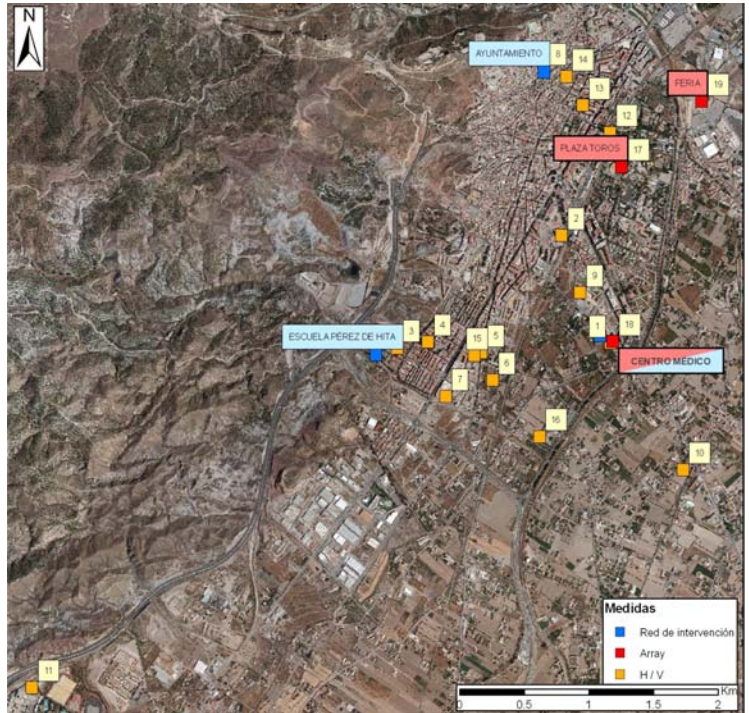 N
AYUNTAMIENTO
8
14
13
FERIA
19
12
PLAZA TOROS
17
2
9
ESCUELA PÉREZ DE HITA
3
4
15
5
1
18
CENTRO MÉDICO
6
7
16
10
11
Medidas
Red de intervención
Array
H / V
Km
0 0.5 1 1.5 2